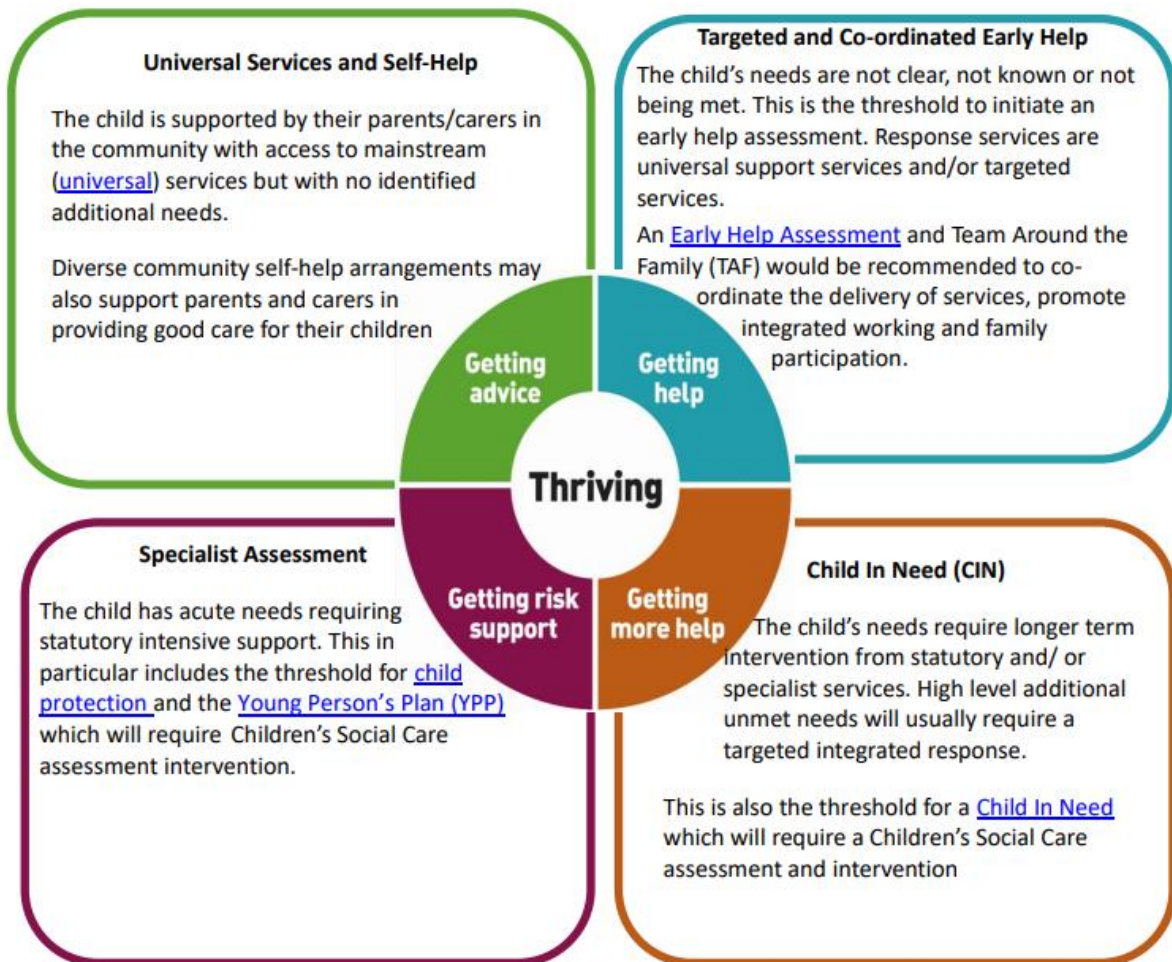 Universal Services and Self-Help
The child is supported by their parents/carers in
the community with access to mainstream
(universal) services but with no identified
additional needs.
Diverse community self-help arrangements may
also support parents and carers in
providing good care for their children
Targeted and Co-ordinated Early Help
The child’s needs are not clear, not known or not
being met. This is the threshold to initiate an
early help assessment. Response services are
universal support services and/or targeted
services.
An Early Help Assessment and Team Around the
Family (TAF) would be recommended to co-
ordinate the delivery of services, promote
integrated working and family
participation.
Getting
advice
Getting
help
Thriving
Getting risk
support
Getting
more help
Specialist Assessment
The child has acute needs requiring
statutory intensive support. This in
particular includes the threshold for child
protection and the Young Person’s Plan (YPP)
which will require Children’s Social Care
assessment intervention.
Child In Need (CIN)
The child’s needs require longer term
intervention from statutory and/ or
specialist services. High level additional
unmet needs will usually require a
targeted integrated response.
This is also the threshold for a Child In Need
which will require a Children’s Social Care
assessment and intervention